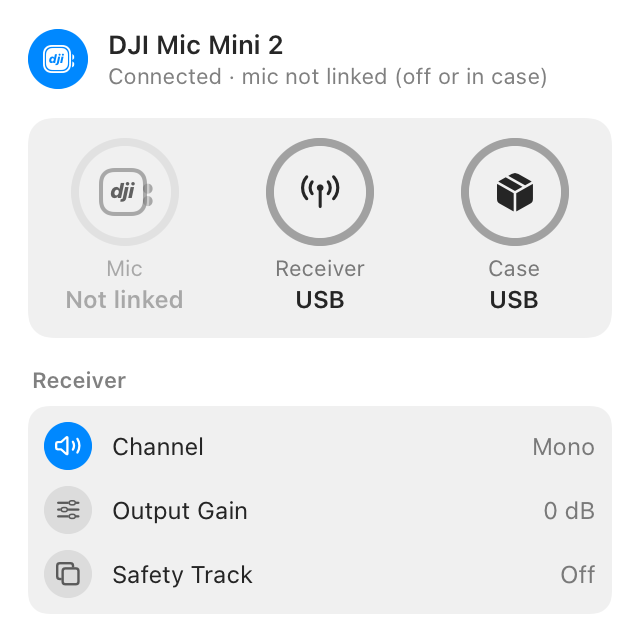 dji
DJI Mic Mini 2
Connected · mic not linked (off or in case)
dji
Mic
Not linked
Receiver
USB
Case
USB
Receiver
Channel
Mono
Output Gain
0 dB
Safety Track
Off